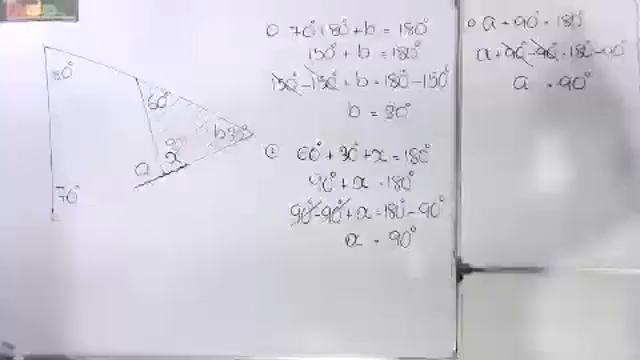 80°
60°
90°
b 30°
a x
70°
① 70° + 80° + b = 180°
150° + b = 180°
150° - 150° + b = 180° - 150°
b = 30°
② 60° + 30° + x = 180°
90° + x = 180°
90° - 90° + x = 180° - 90°
x = 90°
a + 90° = 180°
a + 90° - 90° = 180° - 90°
a = 90°